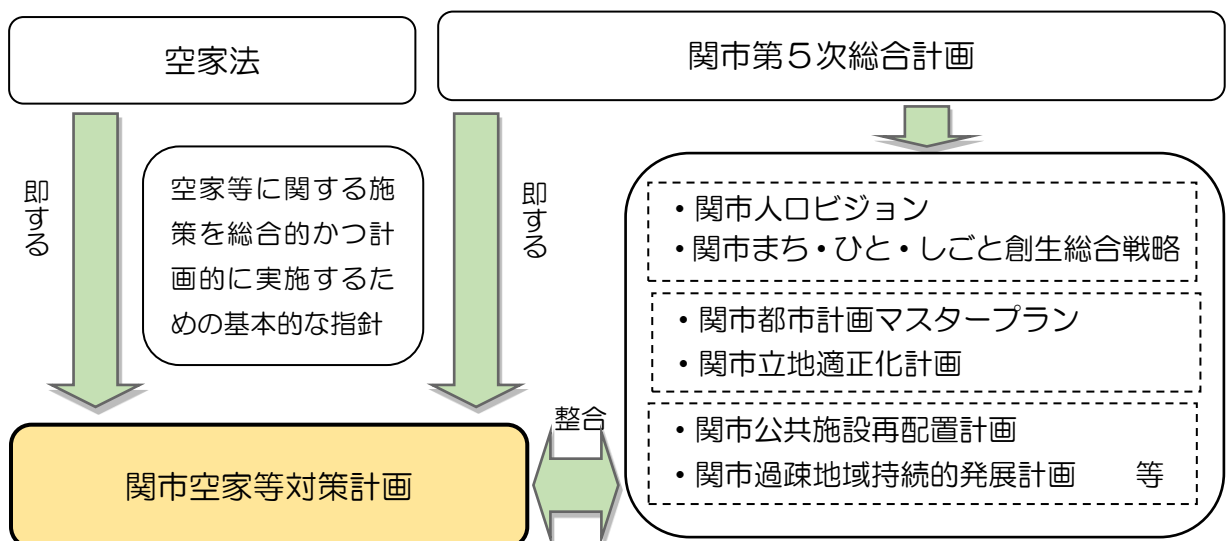 空家法
関市第5次総合計画
即する
空家等に関する施
策を総合的かつ計
画的に実施するた
めの基本的な指針
即する
・関市人口ビジョン
・関市まち・ひと・しごと創生総合戦略
・関市都市計画マスタープラン
・関市立地適正化計画
・関市公共施設再配置計画
・関市過疎地域持続的発展計画　　等
整合
関市空家等対策計画